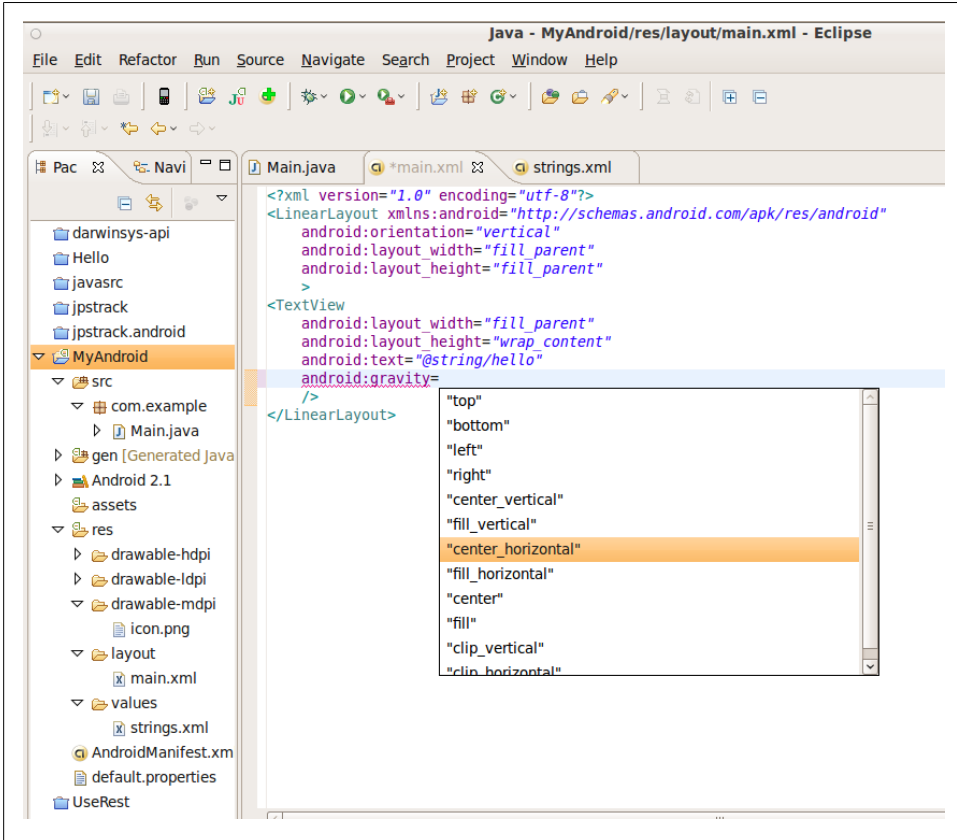 Java - MyAndroid/res/layout/main.xml - Eclipse
File Edit Refactor Run Source Navigate Search Project Window Help
Pac Navi
Main.java *main.xml strings.xml
darwinsys-api
Hello
javasrc
jpstrack
jpstrack.android
MyAndroid
src
com.example
Main.java
gen [Generated Java
Android 2.1
assets
res
drawable-hdpi
drawable-ldpi
drawable-mdpi
icon.png
layout
main.xml
values
strings.xml
AndroidManifest.xm
default.properties
UseRest
<?xml version="1.0" encoding="utf-8"?>
<LinearLayout xmlns:android="http://schemas.android.com/apk/res/android"
android:orientation="vertical"
android:layout_width="fill_parent"
android:layout_height="fill_parent"
>
<TextView
android:layout_width="fill_parent"
android:layout_height="wrap_content"
android:text="@string/hello"
android:gravity=
/>
</LinearLayout>
"top"
"bottom"
"left"
"right"
"center_vertical"
"fill_vertical"
"center_horizontal"
"fill_horizontal"
"center"
"fill"
"clip_vertical"
"clip_horizontal"